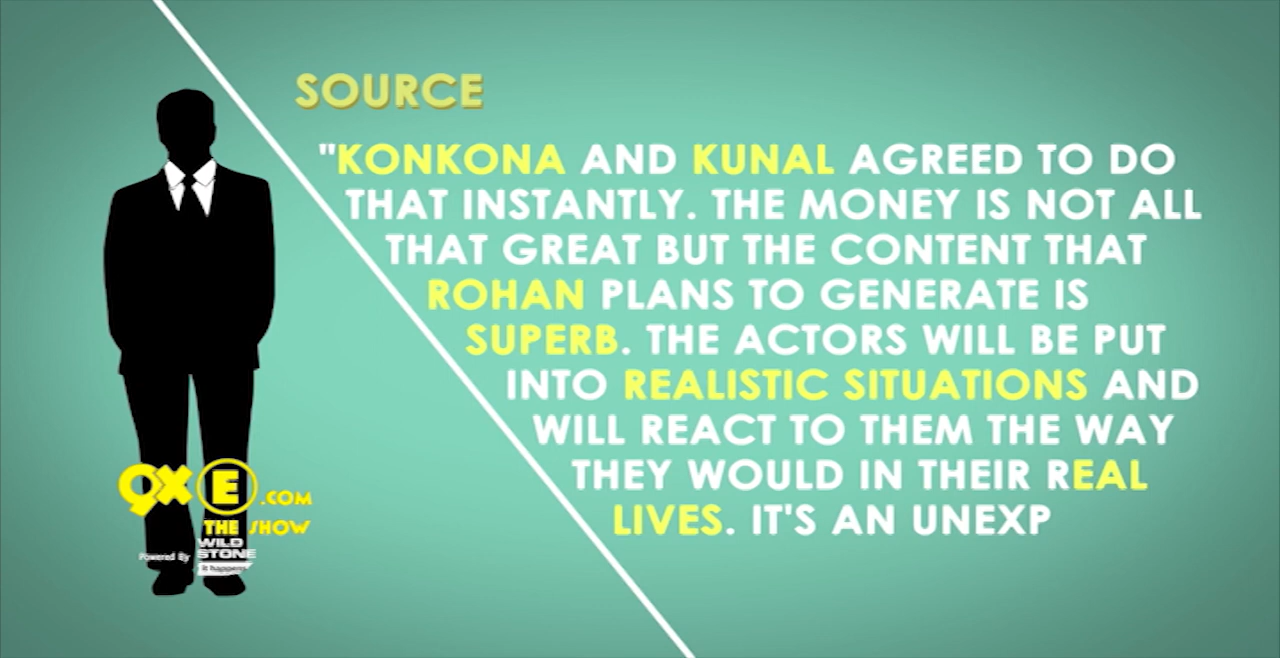 SOURCE
"KONKONA AND KUNAL AGREED TO DO
THAT INSTANTLY. THE MONEY IS NOT ALL
THAT GREAT BUT THE CONTENT THAT
ROHAN PLANS TO GENERATE IS
SUPERB. THE ACTORS WILL BE PUT
INTO REALISTIC SITUATIONS AND
WILL REACT TO THEM THE WAY
THEY WOULD IN THEIR REAL
LIVES. IT'S AN UNEXP
9X E .COM
THE SHOW
Powered By WILD STONE
it happens